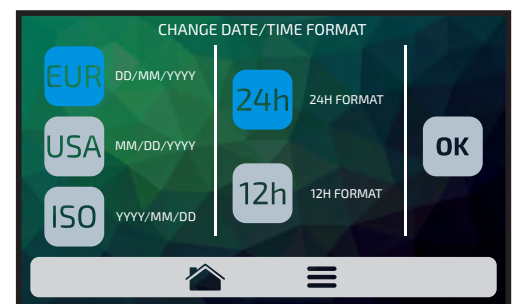 CHANGE DATE/TIME FORMAT
EUR DD/MM/YYYY
USA MM/DD/YYYY
ISO YYYY/MM/DD
24h 24H FORMAT
12h 12H FORMAT
OK